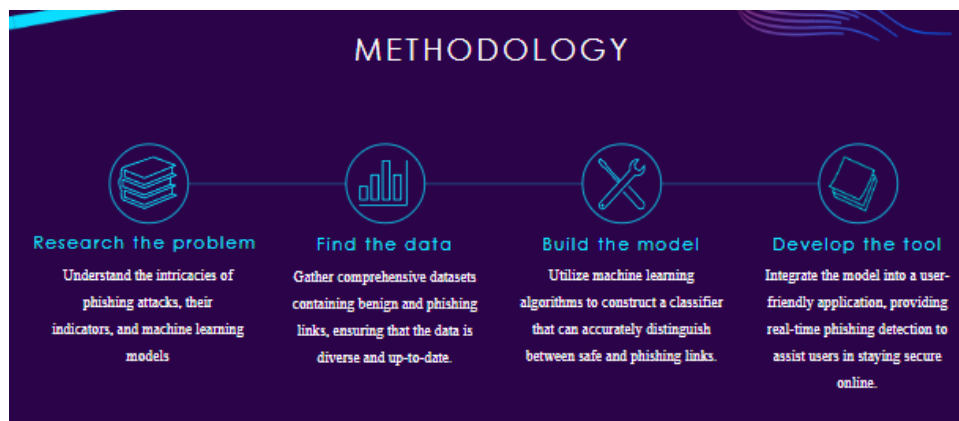 METHODOLOGY
Research the problem
Understand the intricacies of
phishing attacks, their
indicators, and machine learning
models
Find the data
Gather comprehensive datasets
containing benign and phishing
links, ensuring that the data is
diverse and up-to-date.
Build the model
Utilize machine learning
algorithms to construct a classifier
that can accurately distinguish
between safe and phishing links.
Develop the tool
Integrate the model into a user-
friendly application, providing
real-time phishing detection to
assist users in staying secure
online.